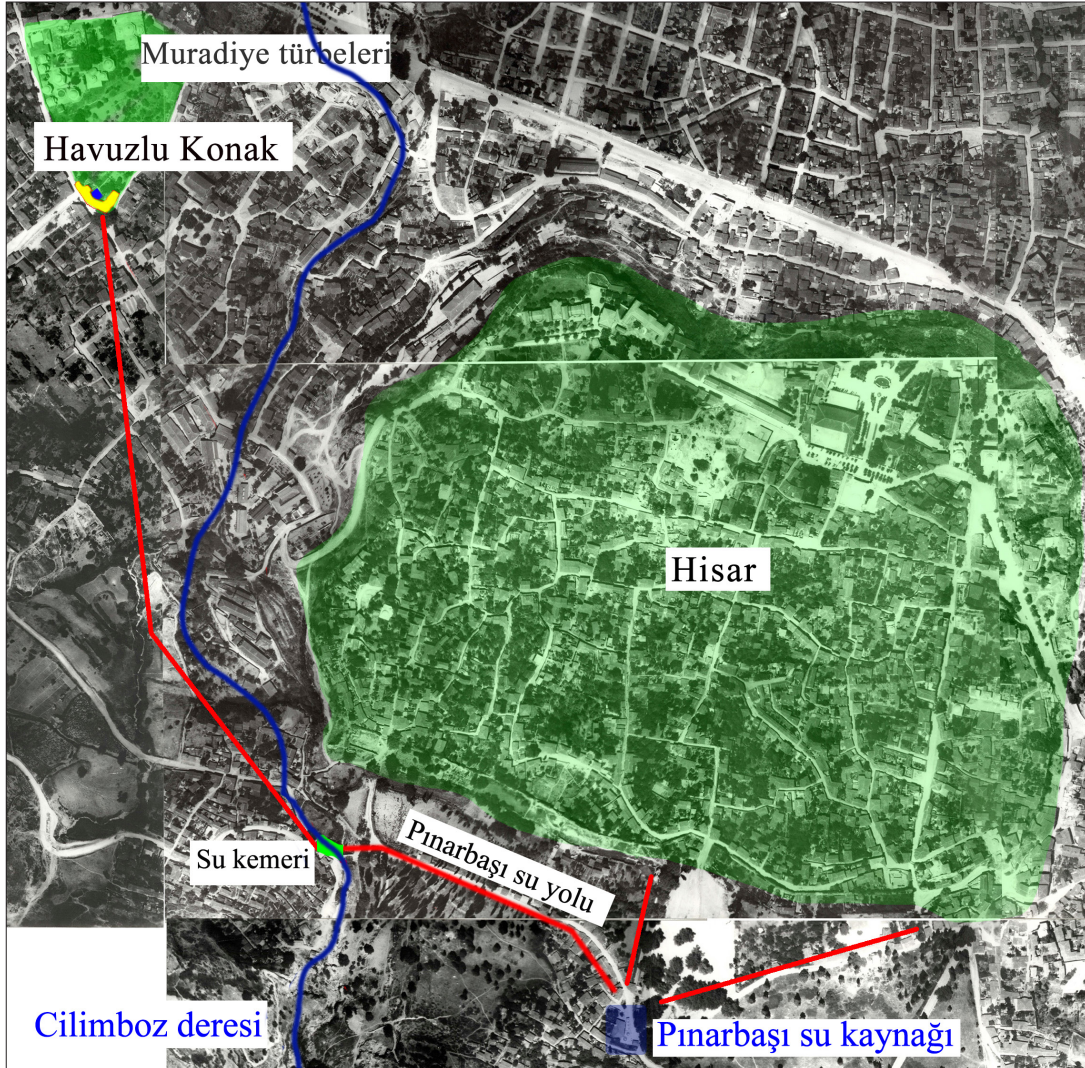 Muradiye türbeleri
Havuzlu Konak
Hisar
Su kemeri
Pınarbaşı su yolu
Cilimboz deresi
Pınarbaşı su kaynağı